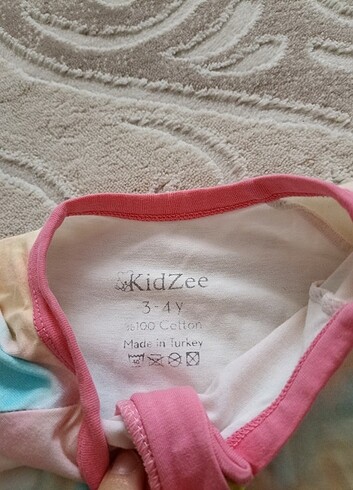 KidZee
3-4 y
%100 Cotton
Made in Turkey